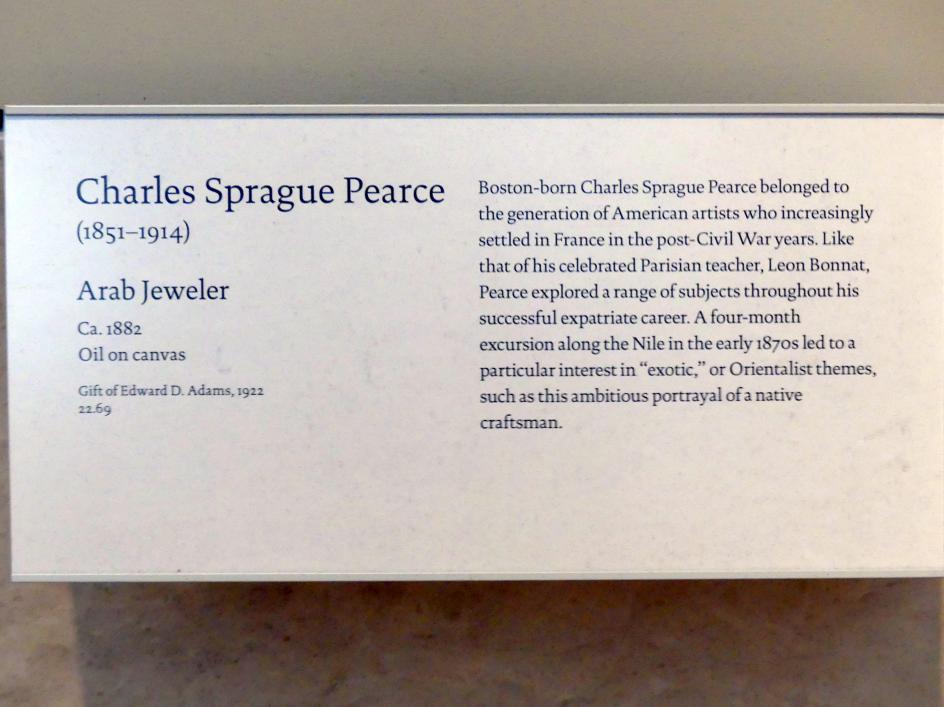 Charles Sprague Pearce
(1851–1914)
Arab Jeweler
Ca. 1882
Oil on canvas
Gift of Edward D. Adams, 1922
22.69
Boston-born Charles Sprague Pearce belonged to
the generation of American artists who increasingly
settled in France in the post-Civil War years. Like
that of his celebrated Parisian teacher, Leon Bonnat,
Pearce explored a range of subjects throughout his
successful expatriate career. A four-month
excursion along the Nile in the early 1870s led to a
particular interest in “exotic,” or Orientalist themes,
such as this ambitious portrayal of a native
craftsman.